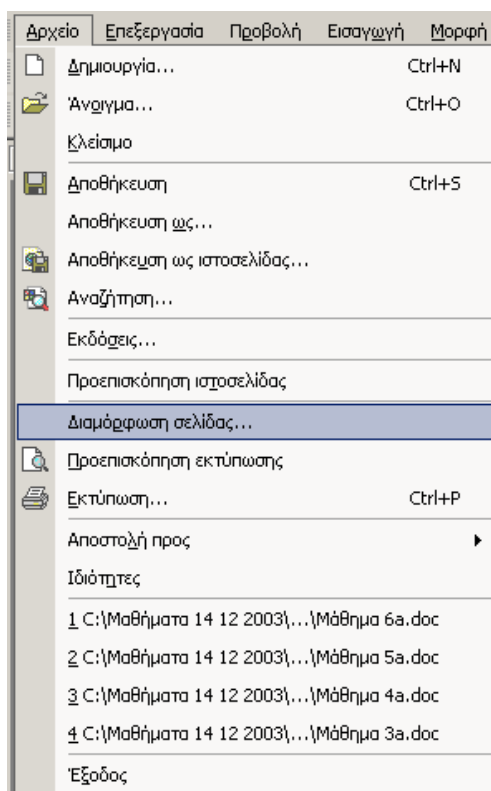 Αρχείο Επεξεργασία Προβολή Εισαγωγή Μορφή
Δημιουργία... Ctrl+N
Άνοιγμα... Ctrl+O
Κλείσιμο
Αποθήκευση Ctrl+S
Αποθήκευση ως...
Αποθήκευση ως ιστοσελίδας...
Αναζήτηση...
Εκδόσεις...
Προεπισκόπηση ιστοσελίδας
Διαμόρφωση σελίδας...
Προεπισκόπηση εκτύπωσης
Εκτύπωση... Ctrl+P
Αποστολή προς
Ιδιότητες
1 C:\Μαθήματα 14 12 2003\...\Μάθημα 6a.doc
2 C:\Μαθήματα 14 12 2003\...\Μάθημα 5a.doc
3 C:\Μαθήματα 14 12 2003\...\Μάθημα 4a.doc
4 C:\Μαθήματα 14 12 2003\...\Μάθημα 3a.doc
Έξοδος